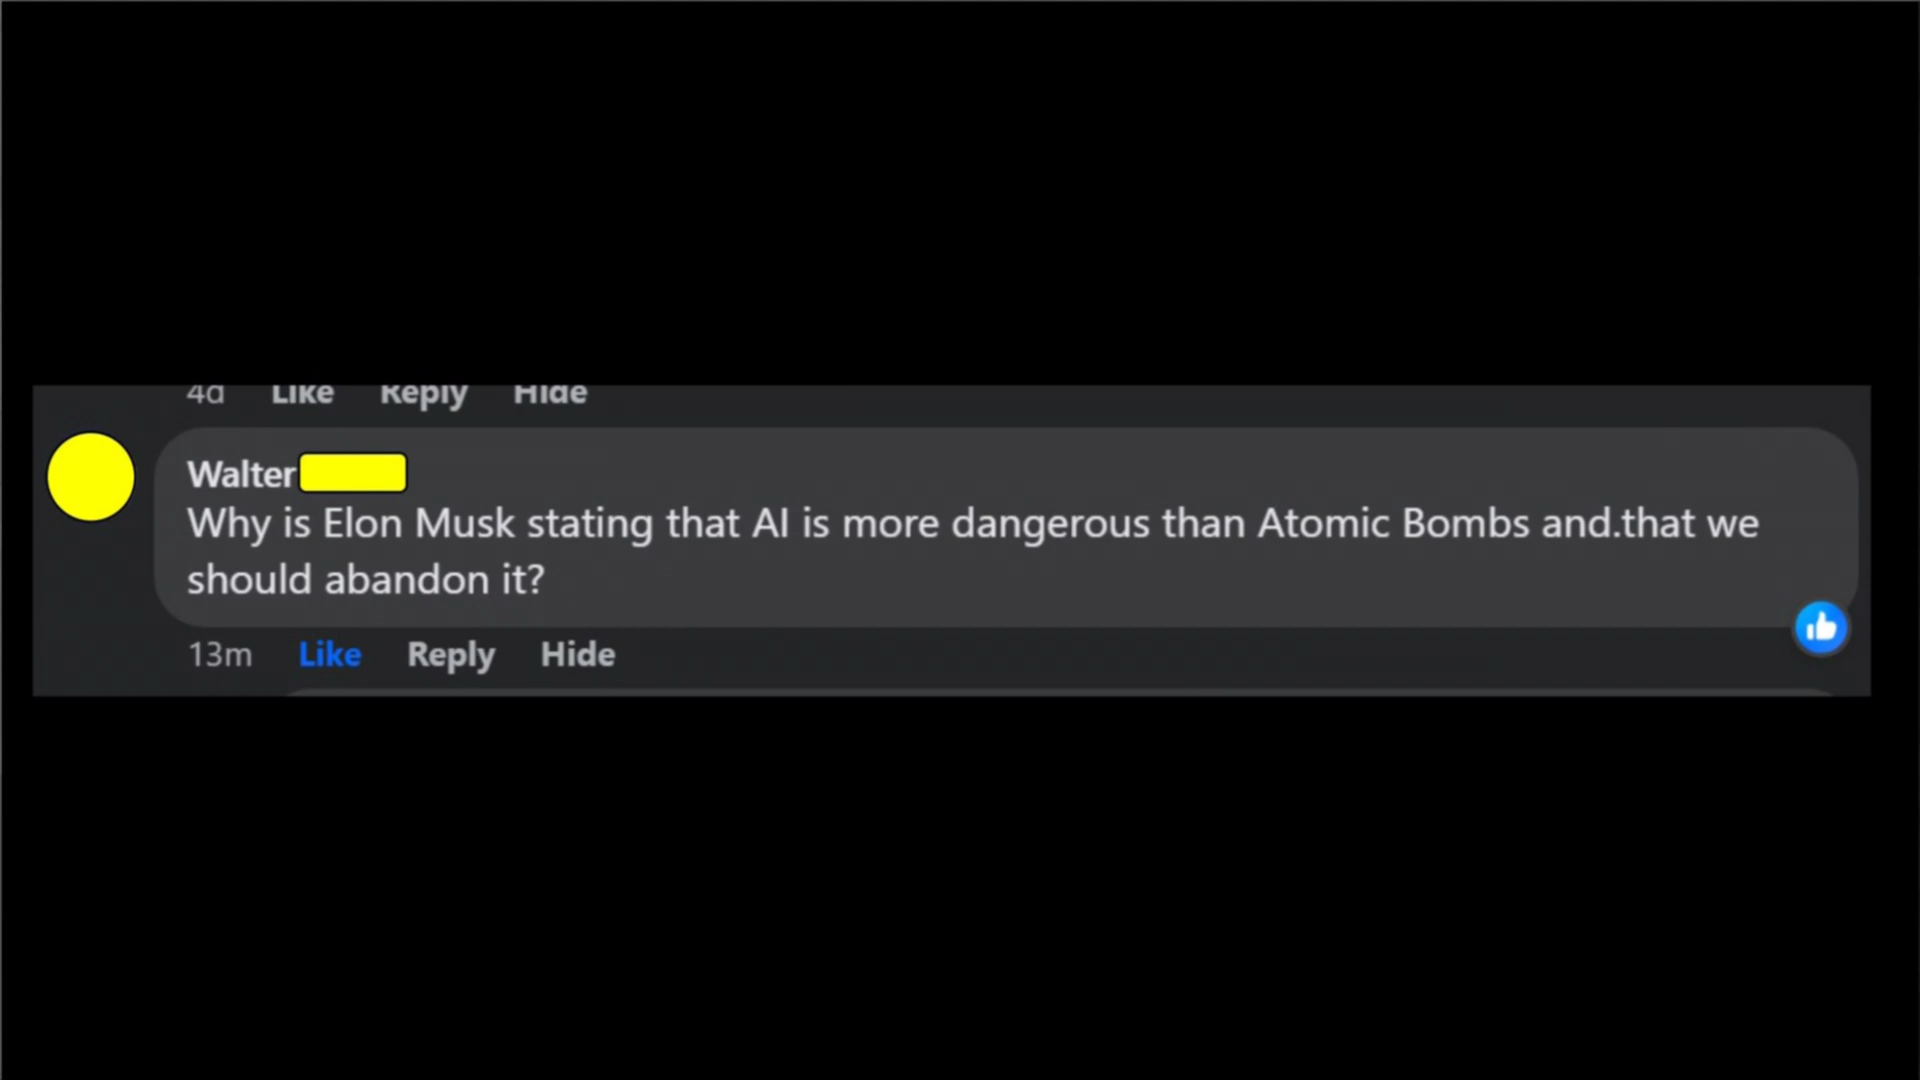 4d Like Reply Hide
Walter
Why is Elon Musk stating that AI is more dangerous than Atomic Bombs and.that we
should abandon it?
13m Like Reply Hide